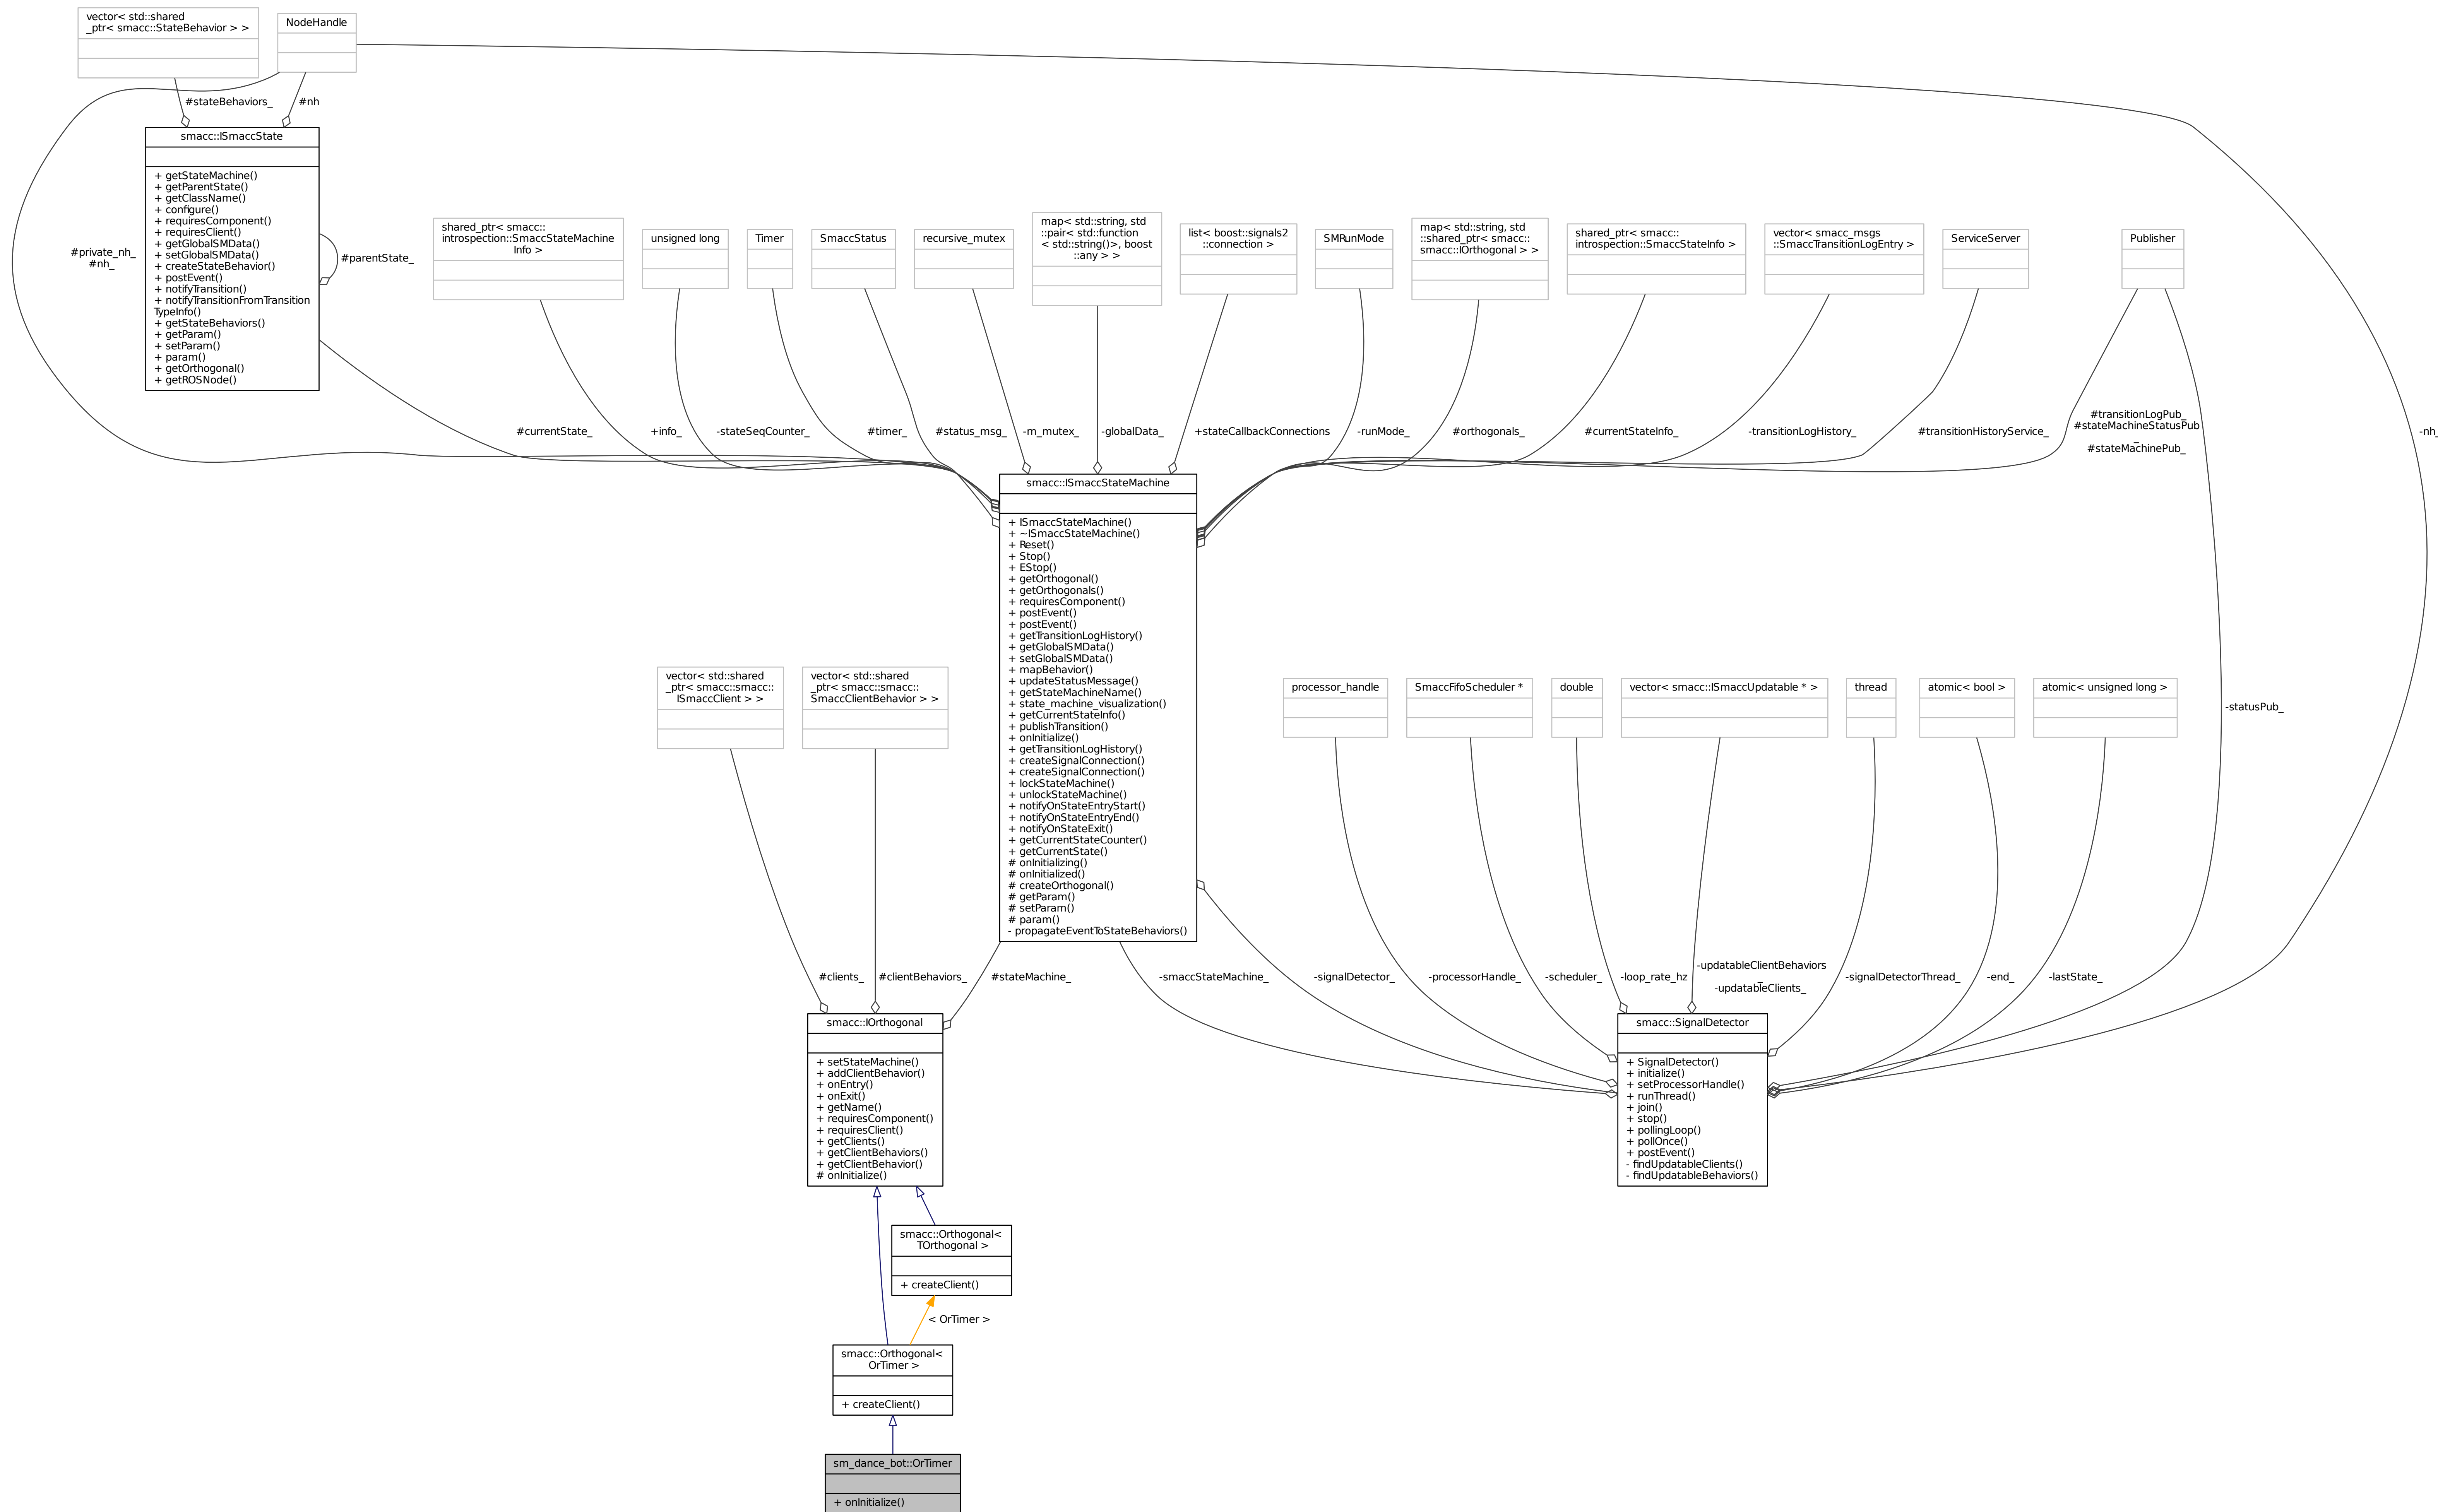 vector< std::shared
_ptr< smacc::StateBehavior > >
NodeHandle
#stateBehaviors_
#nh
smacc::ISmaccState
+ getStateMachine()
+ getParentState()
+ getClassName()
+ configure()
+ requiresComponent()
+ requiresClient()
+ getGlobalSMData()
+ setGlobalSMData()
+ createStateBehavior()
+ postEvent()
+ notifyTransition()
+ notifyTransitionFromTransition
TypeInfo()
+ getStateBehaviors()
+ getParam()
+ setParam()
+ param()
+ getOrthogonal()
+ getROSNode()
#private_nh_
#nh_
#parentState_
shared_ptr< smacc::
introspection::SmaccStateMachine
Info >
unsigned long
Timer
SmaccStatus
recursive_mutex
map< std::string, std
::pair< std::function
< std::string()>, boost
::any > >
list< boost::signals2
::connection >
SMRunMode
map< std::string, std
::shared_ptr< smacc::
smacc::IOrthogonal > >
shared_ptr< smacc::
introspection::SmaccStateInfo >
vector< smacc_msgs
::SmaccTransitionLogEntry >
ServiceServer
Publisher
#currentState_
+info_
-stateSeqCounter_
#timer_
#status_msg_
-m_mutex_
-globalData_
+stateCallbackConnections
-runMode_
#orthogonals_
#currentStateInfo_
-transitionLogHistory_
#transitionHistoryService_
#transitionLogPub_
#stateMachineStatusPub
_
#stateMachinePub_
-nh_
smacc::ISmaccStateMachine
+ ISmaccStateMachine()
+ ~ISmaccStateMachine()
+ Reset()
+ Stop()
+ EStop()
+ getOrthogonal()
+ getOrthogonals()
+ requiresComponent()
+ postEvent()
+ postEvent()
+ getTransitionLogHistory()
+ getGlobalSMData()
+ setGlobalSMData()
+ mapBehavior()
+ updateStatusMessage()
+ getStateMachineName()
+ state_machine_visualization()
+ getCurrentStateInfo()
+ publishTransition()
+ onInitialize()
+ getTransitionLogHistory()
+ createSignalConnection()
+ createSignalConnection()
+ lockStateMachine()
+ unlockStateMachine()
+ notifyOnStateEntryStart()
+ notifyOnStateEntryEnd()
+ notifyOnStateExit()
+ getCurrentStateCounter()
+ getCurrentState()
# onInitializing()
# onInitialized()
# createOrthogonal()
# getParam()
# setParam()
# param()
- propagateEventToStateBehaviors()
vector< std::shared
_ptr< smacc::smacc::
ISmaccClient > >
vector< std::shared
_ptr< smacc::smacc::
SmaccClientBehavior > >
processor_handle
SmaccFifoScheduler *
double
vector< smacc::ISmaccUpdatable * >
thread
atomic< bool >
atomic< unsigned long >
-statusPub_
#clients_
#clientBehaviors_
#stateMachine_
-smaccStateMachine_
-signalDetector_
-processorHandle_
-scheduler_
-loop_rate_hz
-updatableClientBehaviors
_
-updatableClients_
-signalDetectorThread_
-end_
-lastState_
smacc::IOrthogonal
+ setStateMachine()
+ addClientBehavior()
+ onEntry()
+ onExit()
+ getName()
+ requiresComponent()
+ requiresClient()
+ getClients()
+ getClientBehaviors()
+ getClientBehavior()
# onInitialize()
smacc::SignalDetector
+ SignalDetector()
+ initialize()
+ setProcessorHandle()
+ runThread()
+ join()
+ stop()
+ pollingLoop()
+ pollOnce()
+ postEvent()
- findUpdatableClients()
- findUpdatableBehaviors()
smacc::Orthogonal<
TOrthogonal >
+ createClient()
< OrTimer >
smacc::Orthogonal<
OrTimer >
+ createClient()
sm_dance_bot::OrTimer
+ onInitialize()